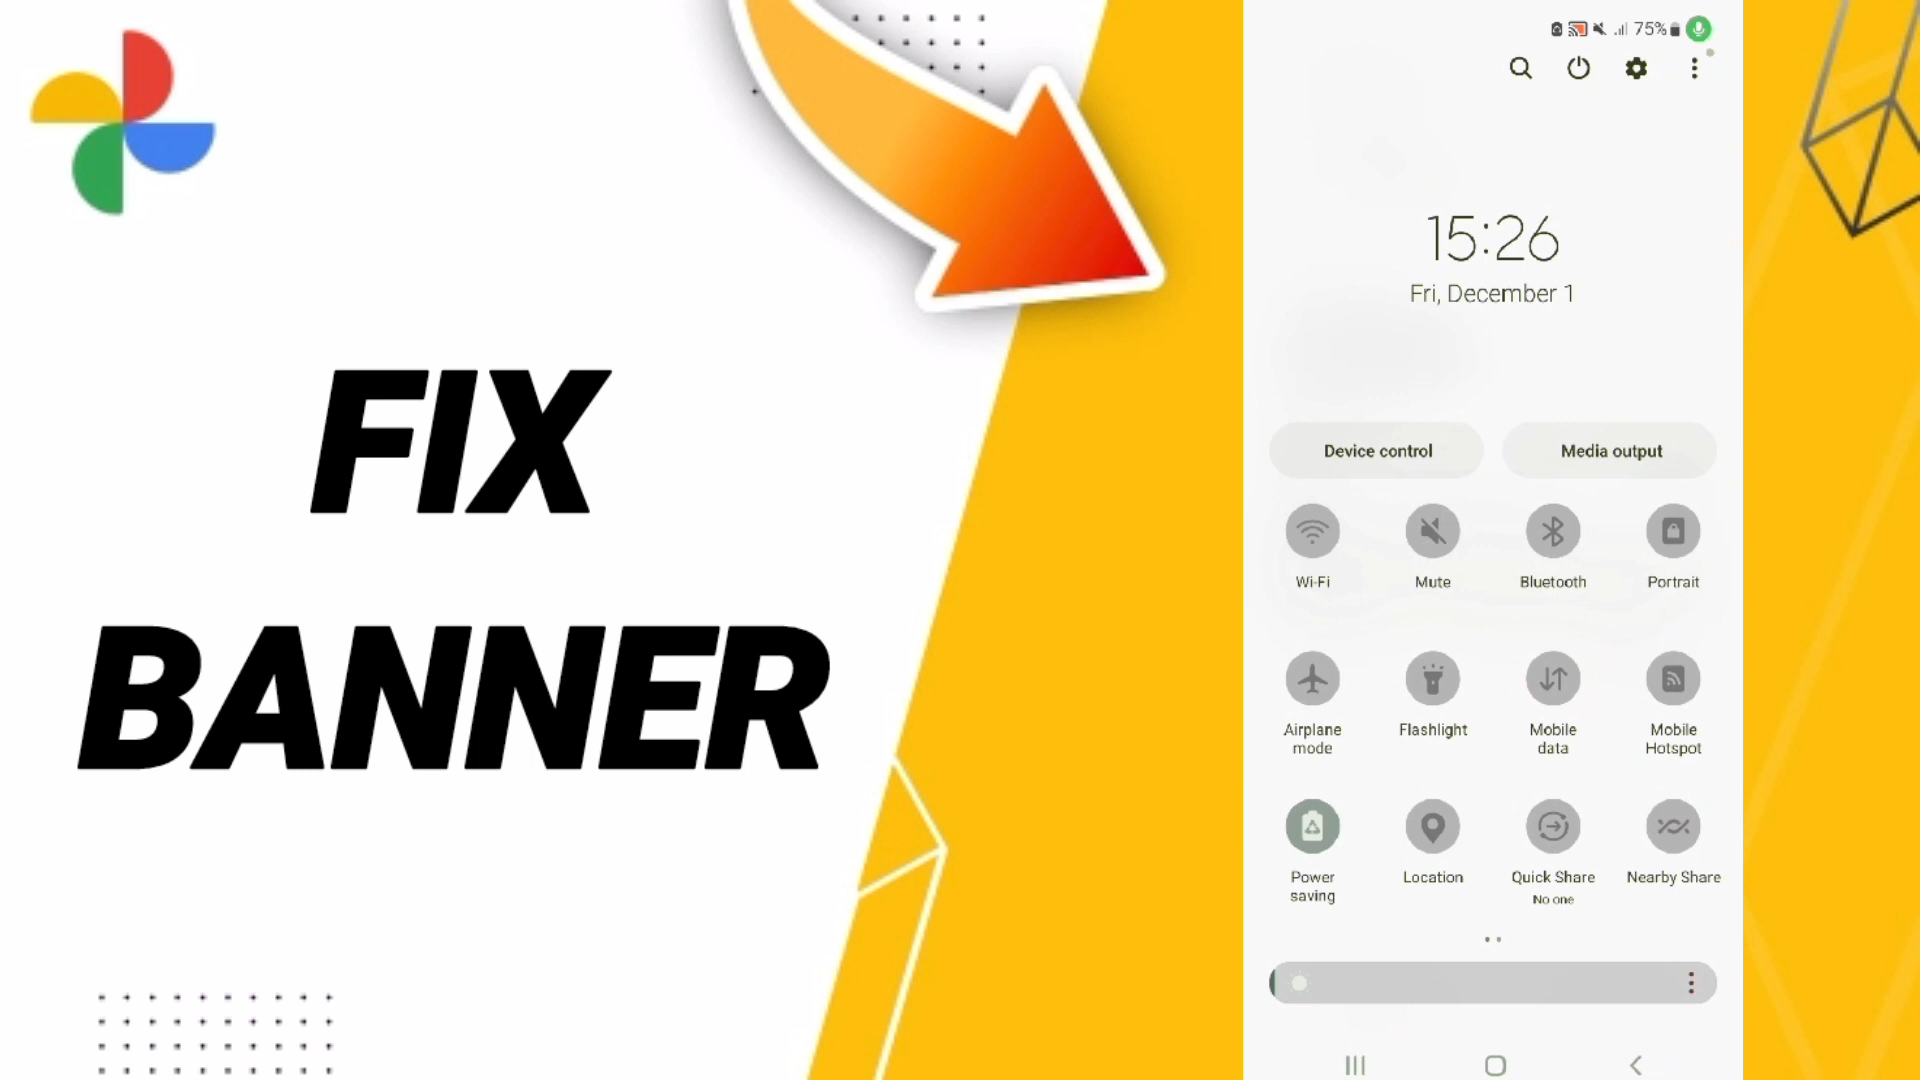 FIX
BANNER
75%
15:26
Fri, December 1
Device control
Media output
Wi-Fi
Mute
Bluetooth
Portrait
Airplane
mode
Flashlight
Mobile
data
Mobile
Hotspot
Power
saving
Location
Quick Share
No one
Nearby Share